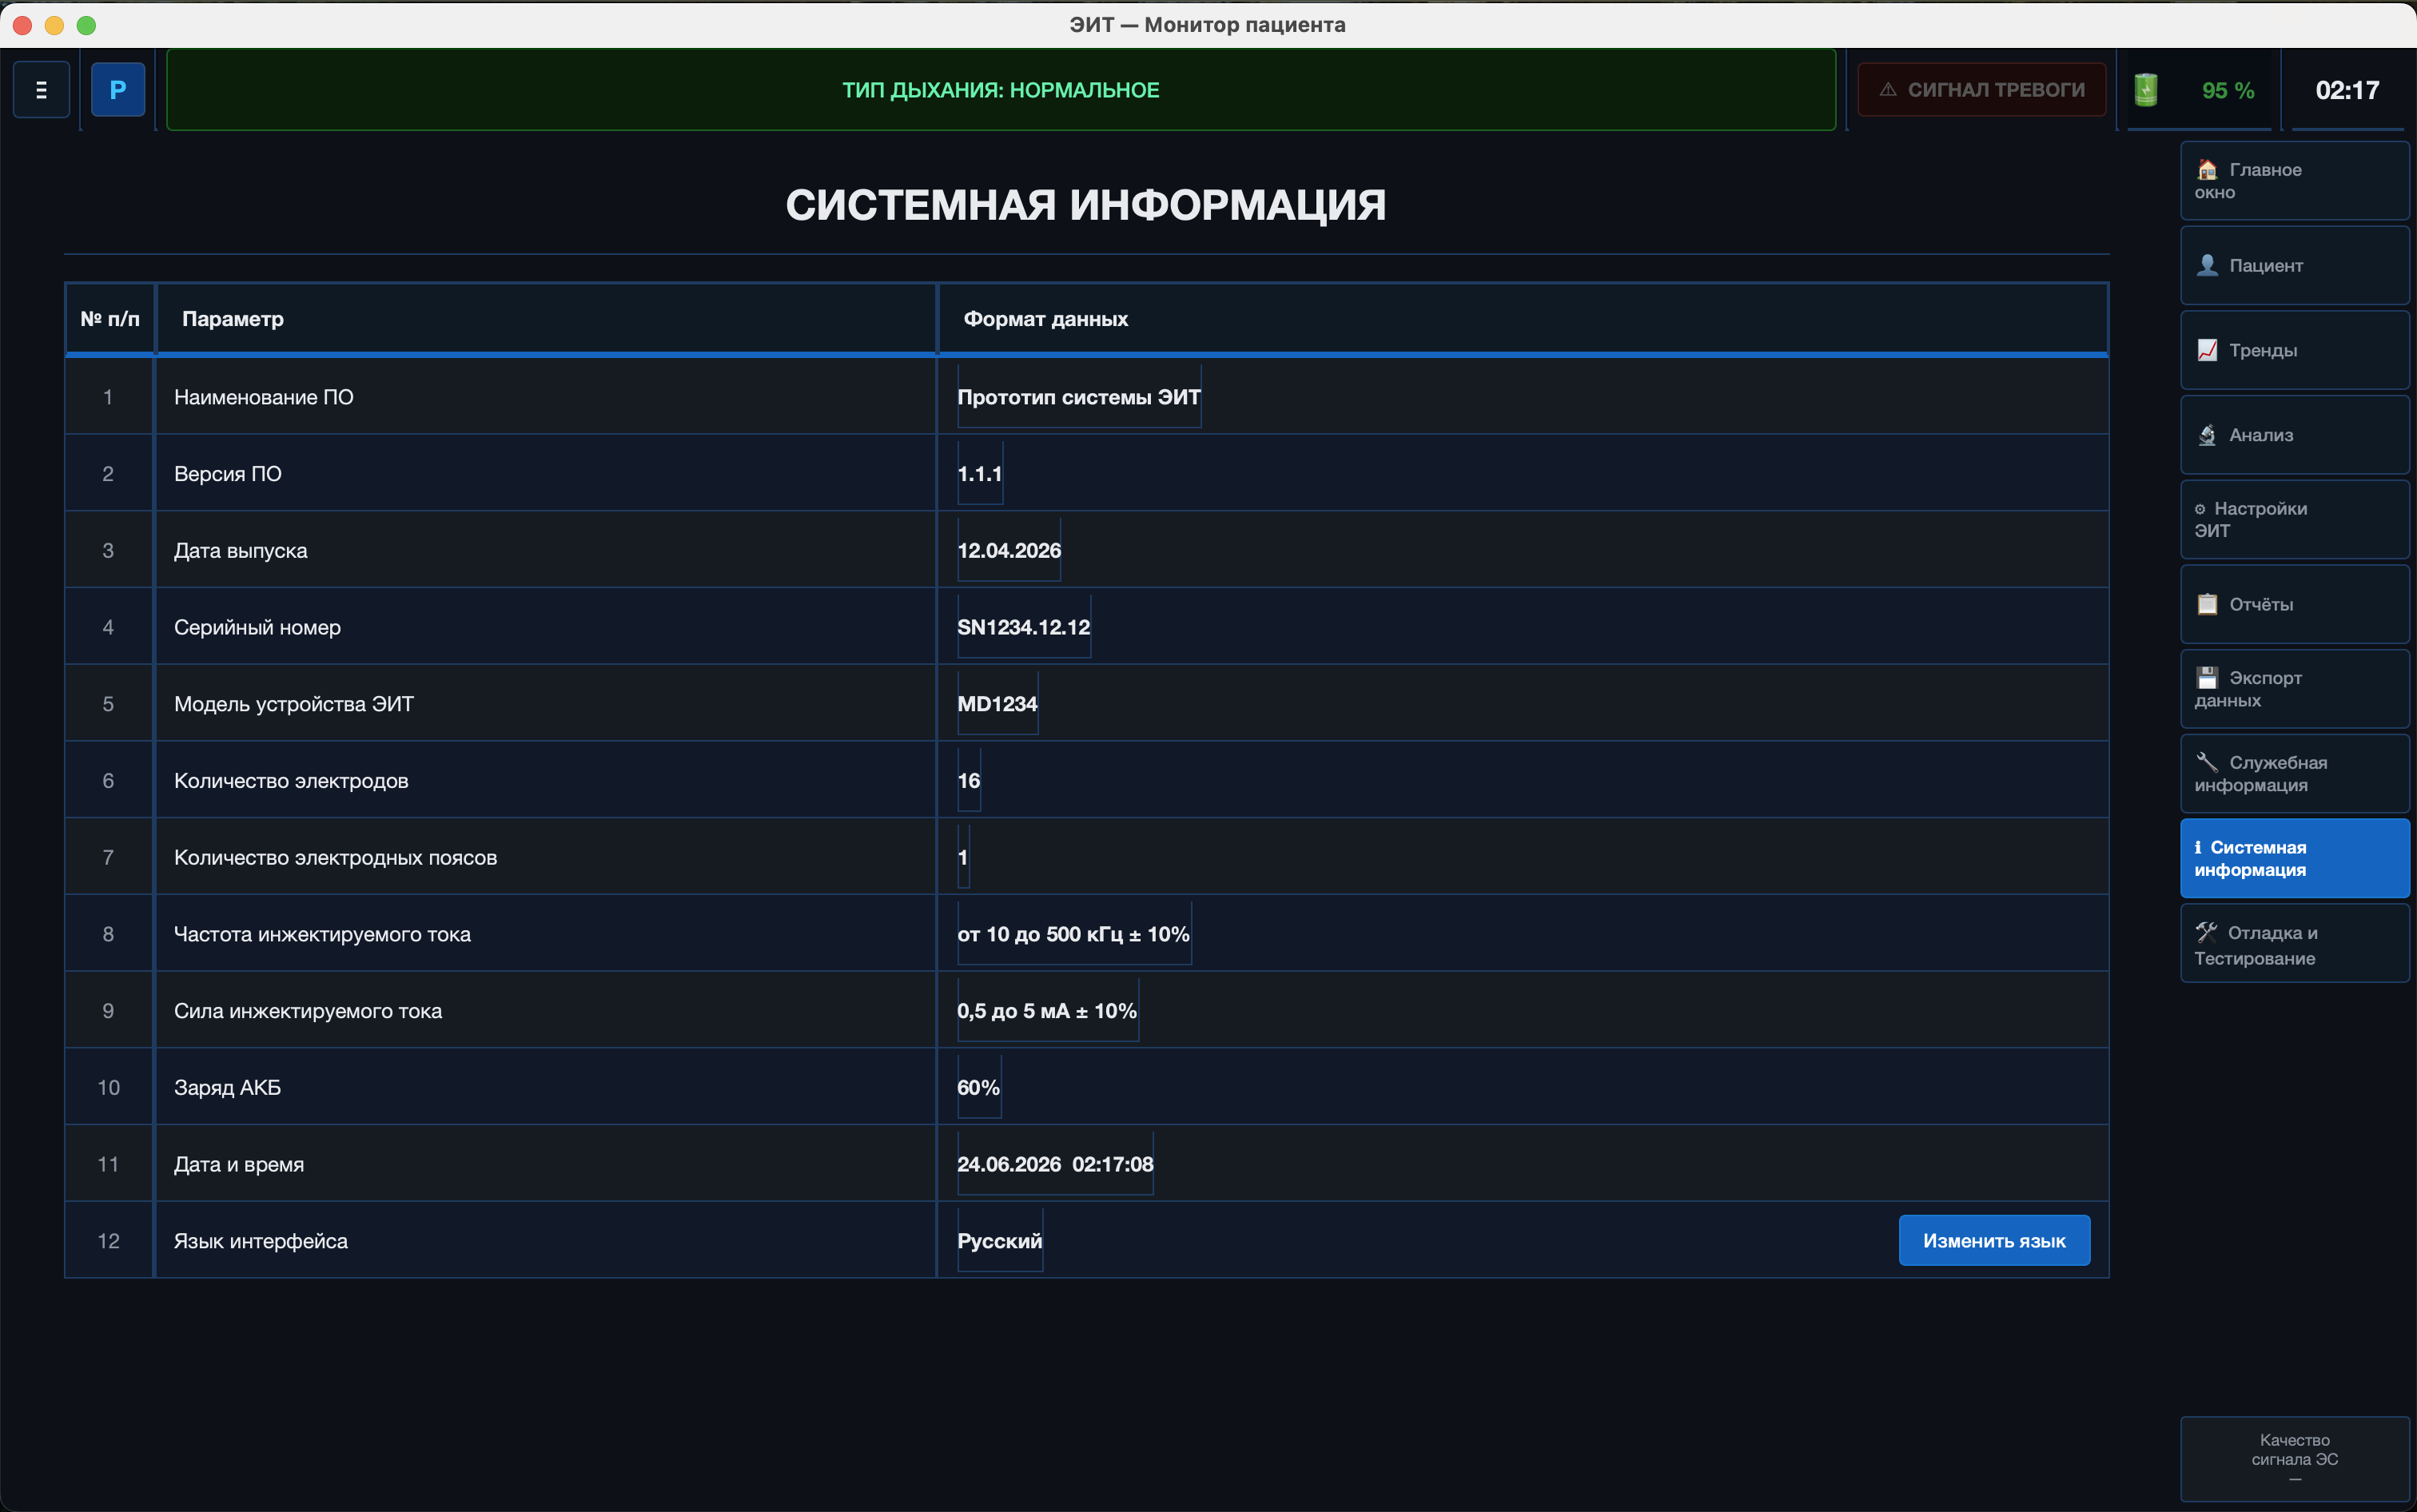 ЭИТ — Монитор пациента
P
ТИП ДЫХАНИЯ: НОРМАЛЬНОЕ
⚠ СИГНАЛ ТРЕВОГИ
95 %
02:17
СИСТЕМНАЯ ИНФОРМАЦИЯ
№ п/п Параметр Формат данных
1 Наименование ПО Прототип системы ЭИТ
2 Версия ПО 1.1.1
3 Дата выпуска 12.04.2026
4 Серийный номер SN1234.12.12
5 Модель устройства ЭИТ MD1234
6 Количество электродов 16
7 Количество электродных поясов 1
8 Частота инжектируемого тока от 10 до 500 кГц ± 10%
9 Сила инжектируемого тока 0,5 до 5 мА ± 10%
10 Заряд АКБ 60%
11 Дата и время 24.06.2026 02:17:08
12 Язык интерфейса Русский Изменить язык
Главное
окно
Пациент
Тренды
Анализ
Настройки
ЭИТ
Отчёты
Экспорт
данных
Служебная
информация
ℹ Системная
информация
Отладка и
Тестирование
Качество
сигнала ЭС
—